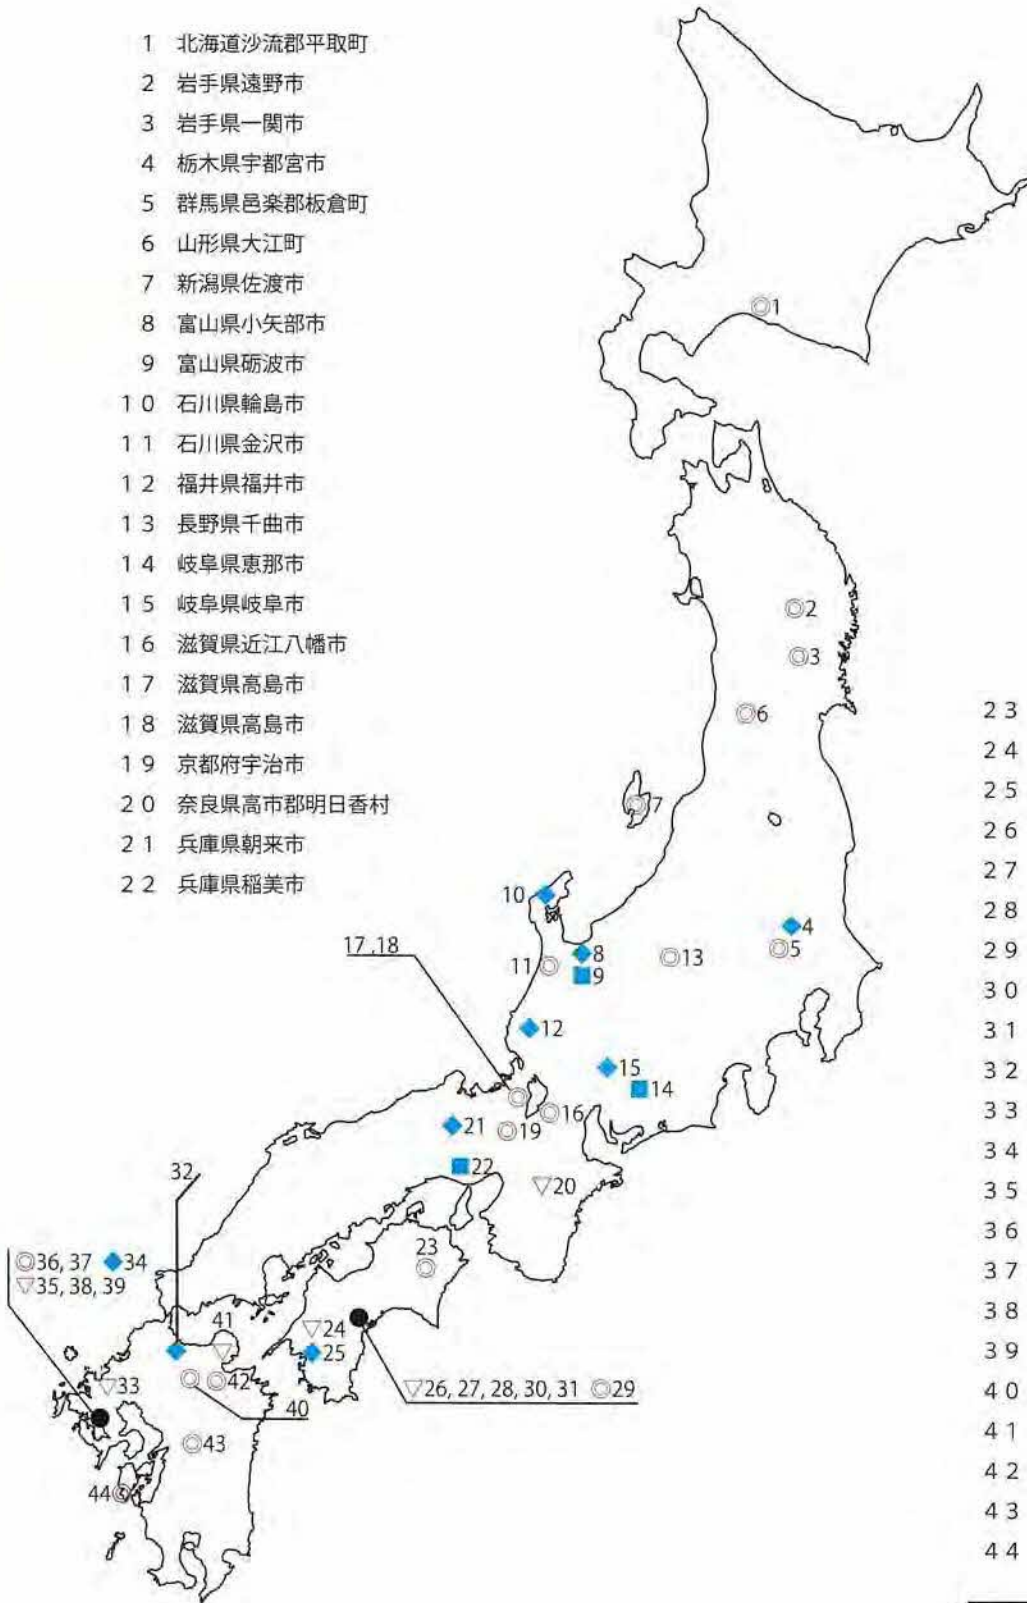 1 北海道沙流郡平取町
2 岩手県遠野市
3 岩手県一関市
4 栃木県宇都宮市
5 群馬県邑楽郡板倉町
6 山形県大江町
7 新潟県佐渡市
8 富山県小矢部市
9 富山県砺波市
10 石川県輪島市
11 石川県金沢市
12 福井県福井市
13 長野県千曲市
14 岐阜県恵那市
15 岐阜県岐阜市
16 滋賀県近江八幡市
17 滋賀県高島市
18 滋賀県高島市
19 京都府宇治市
20 奈良県高市郡明日香村
21 兵庫県朝来市
22 兵庫県稲美市
1
2
3
6
7
10
4
5
17,18
11
8
9
13
12
15
14
16
21
19
22
20
32
23
◎36, 37
◆34
▽35, 38, 39
41
▽24
25
33
42
40
▽26, 27, 28, 30, 31 ◎29
43
44
23
24
25
26
27
28
29
30
31
32
33
34
35
36
37
38
39
40
41
42
43
44